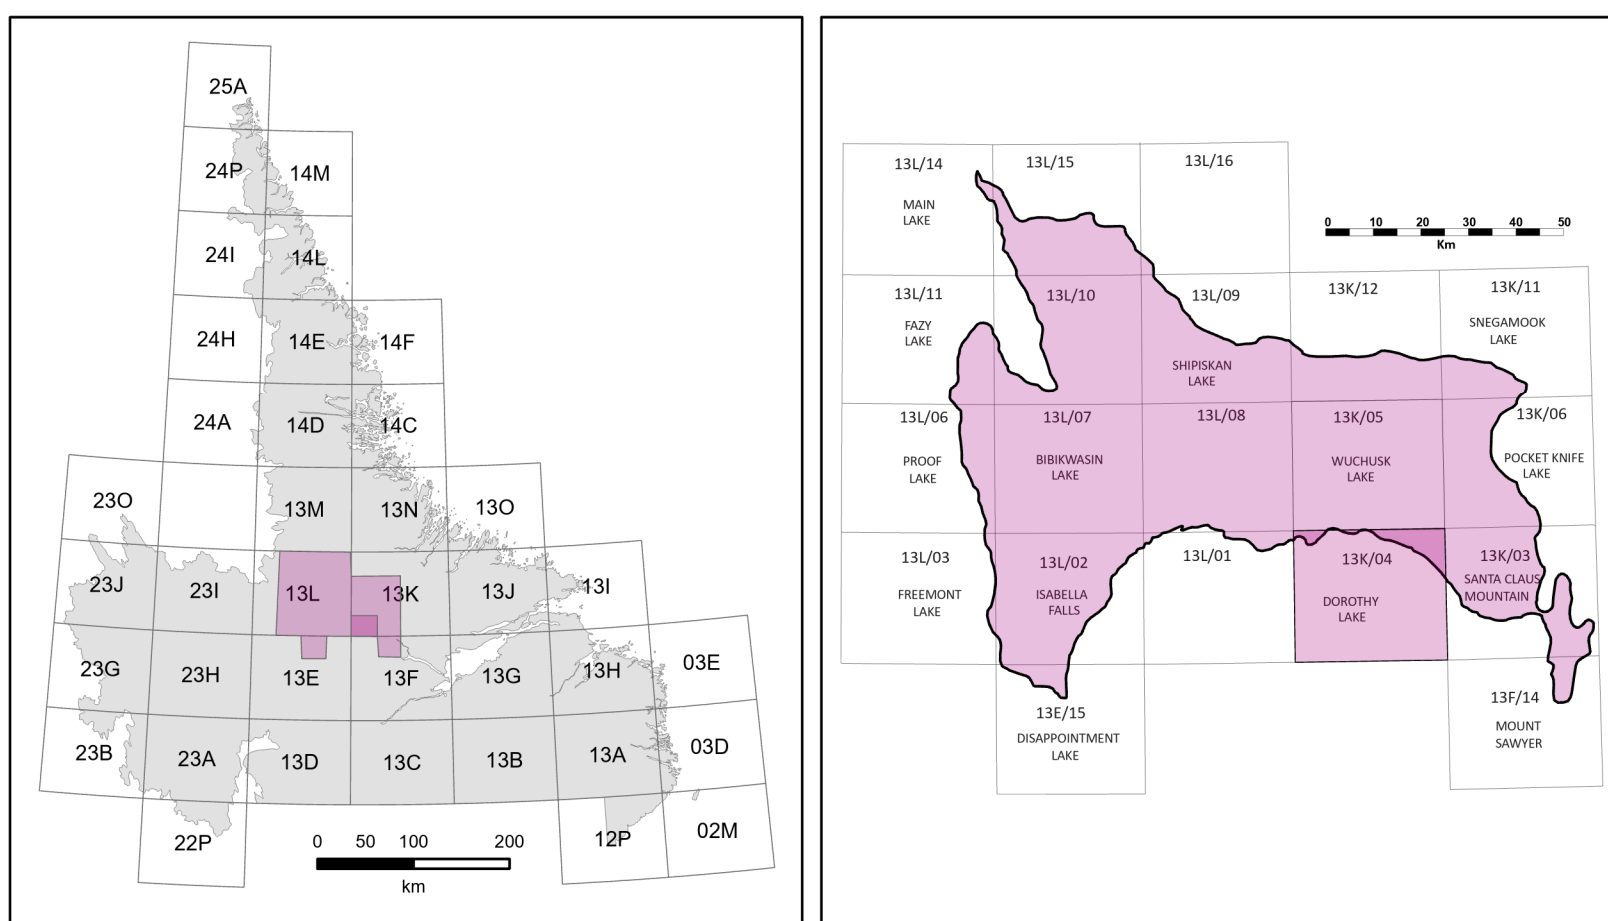 25A
24P
14M
24I
14L
24H
14E
14F
24A
14D
14C
23O
13M
13N
13O
23J
23I
13L
13K
13J
13I
23G
23H
13E
13F
13G
13H
03E
23B
23A
13D
13C
13B
13A
03D
22P
12P
02M
0 50 100 200
km
13L/14
MAIN
LAKE
13L/15
13L/16
0 10 20 30 40 50
Km
13L/11
FAZY
LAKE
13L/10
13L/09
SHIPISKAN
LAKE
13K/12
13K/11
SNEGAMOOK
LAKE
13L/06
PROOF
LAKE
13L/07
BIBIKWASIN
LAKE
13L/08
13K/05
WUCHUSK
LAKE
13K/06
POCKET KNIFE
LAKE
13L/03
FREEMONT
LAKE
13L/02
ISABELLA
FALLS
13L/01
13K/04
DOROTHY
LAKE
13K/03
SANTA CLAUS
MOUNTAIN
13E/15
DISAPPOINTMENT
LAKE
13F/14
MOUNT
SAWYER